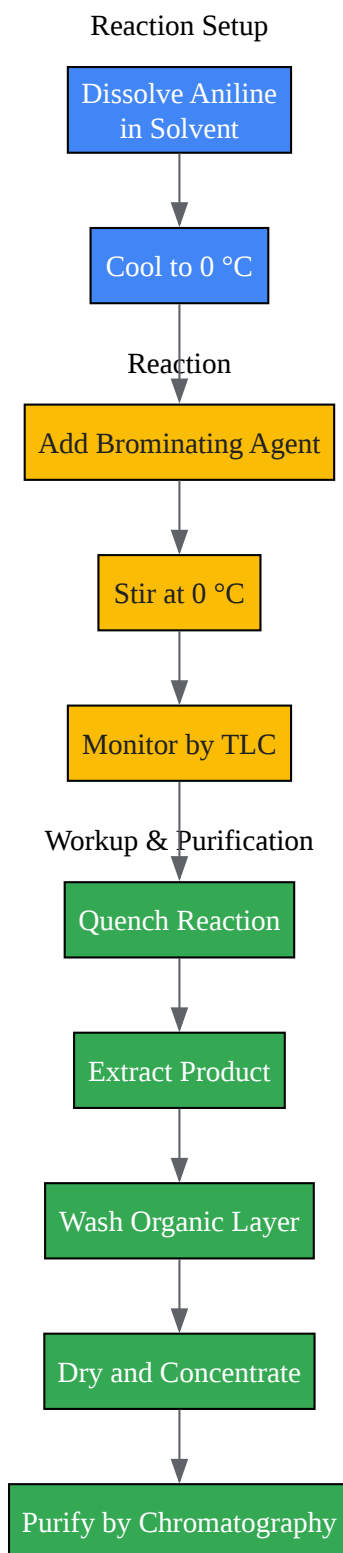 Reaction Setup
Dissolve Aniline
in Solvent
Cool to 0 °C
Reaction
Add Brominating Agent
Stir at 0 °C
Monitor by TLC
Workup & Purification
Quench Reaction
Extract Product
Wash Organic Layer
Dry and Concentrate
Purify by Chromatography